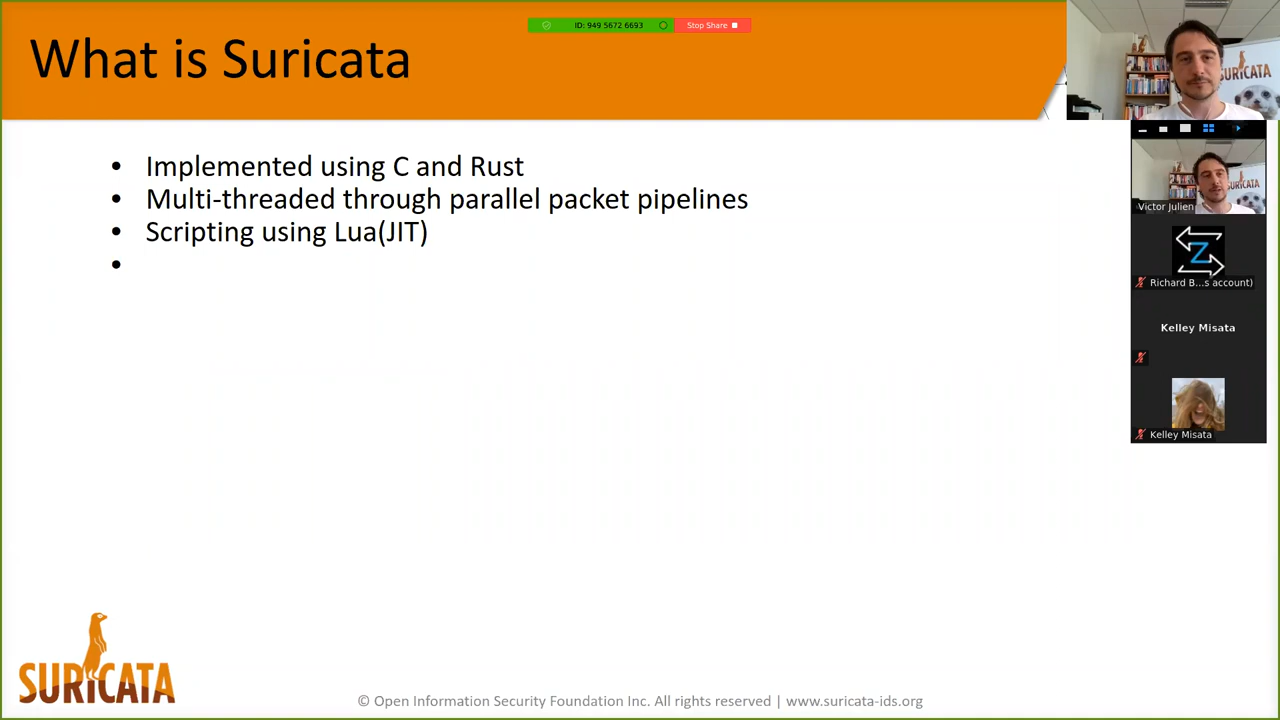 What is Suricata
ID: 949 5672 6693
Stop Share
SURICATA
• Implemented using C and Rust
• Multi-threaded through parallel packet pipelines
• Scripting using Lua(JIT)
•
Victor Julien
Richard B...s account)
Kelley Misata
Kelley Misata
SURICATA
© Open Information Security Foundation Inc. All rights reserved | www.suricata-ids.org